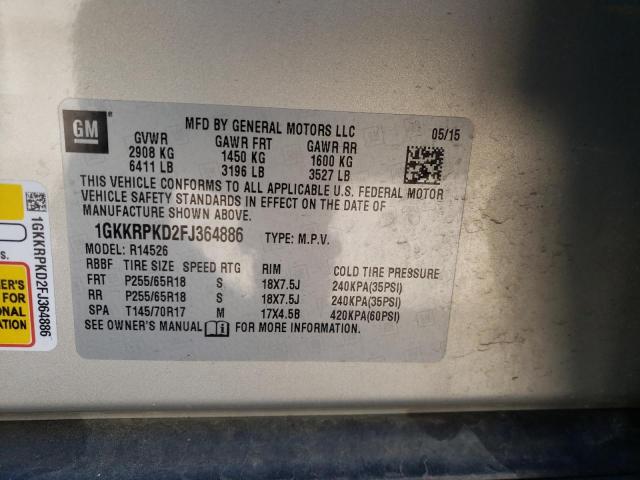 GM
MFD BY GENERAL MOTORS LLC 05/15
GVWR GAWR FRT GAWR RR
2908 KG 1450 KG 1600 KG
6411 LB 3196 LB 3527 LB
THIS VEHICLE CONFORMS TO ALL APPLICABLE U.S. FEDERAL MOTOR
VEHICLE SAFETY STANDARDS IN EFFECT ON THE DATE OF
MANUFACTURE SHOWN ABOVE.
1GKKRPKD2FJ364886 TYPE: M.P.V.
MODEL: R14526
RBBF TIRE SIZE SPEED RTG RIM COLD TIRE PRESSURE
FRT P255/65R18 S 18X7.5J 240KPA(35PSI)
RR P255/65R18 S 18X7.5J 240KPA(35PSI)
SPA T145/70R17 M 17X4.5B 420KPA(60PSI)
SEE OWNER'S MANUAL FOR MORE INFORMATION.
1GKKRPKD2FJ364886
ER'S
FOR
ONAL